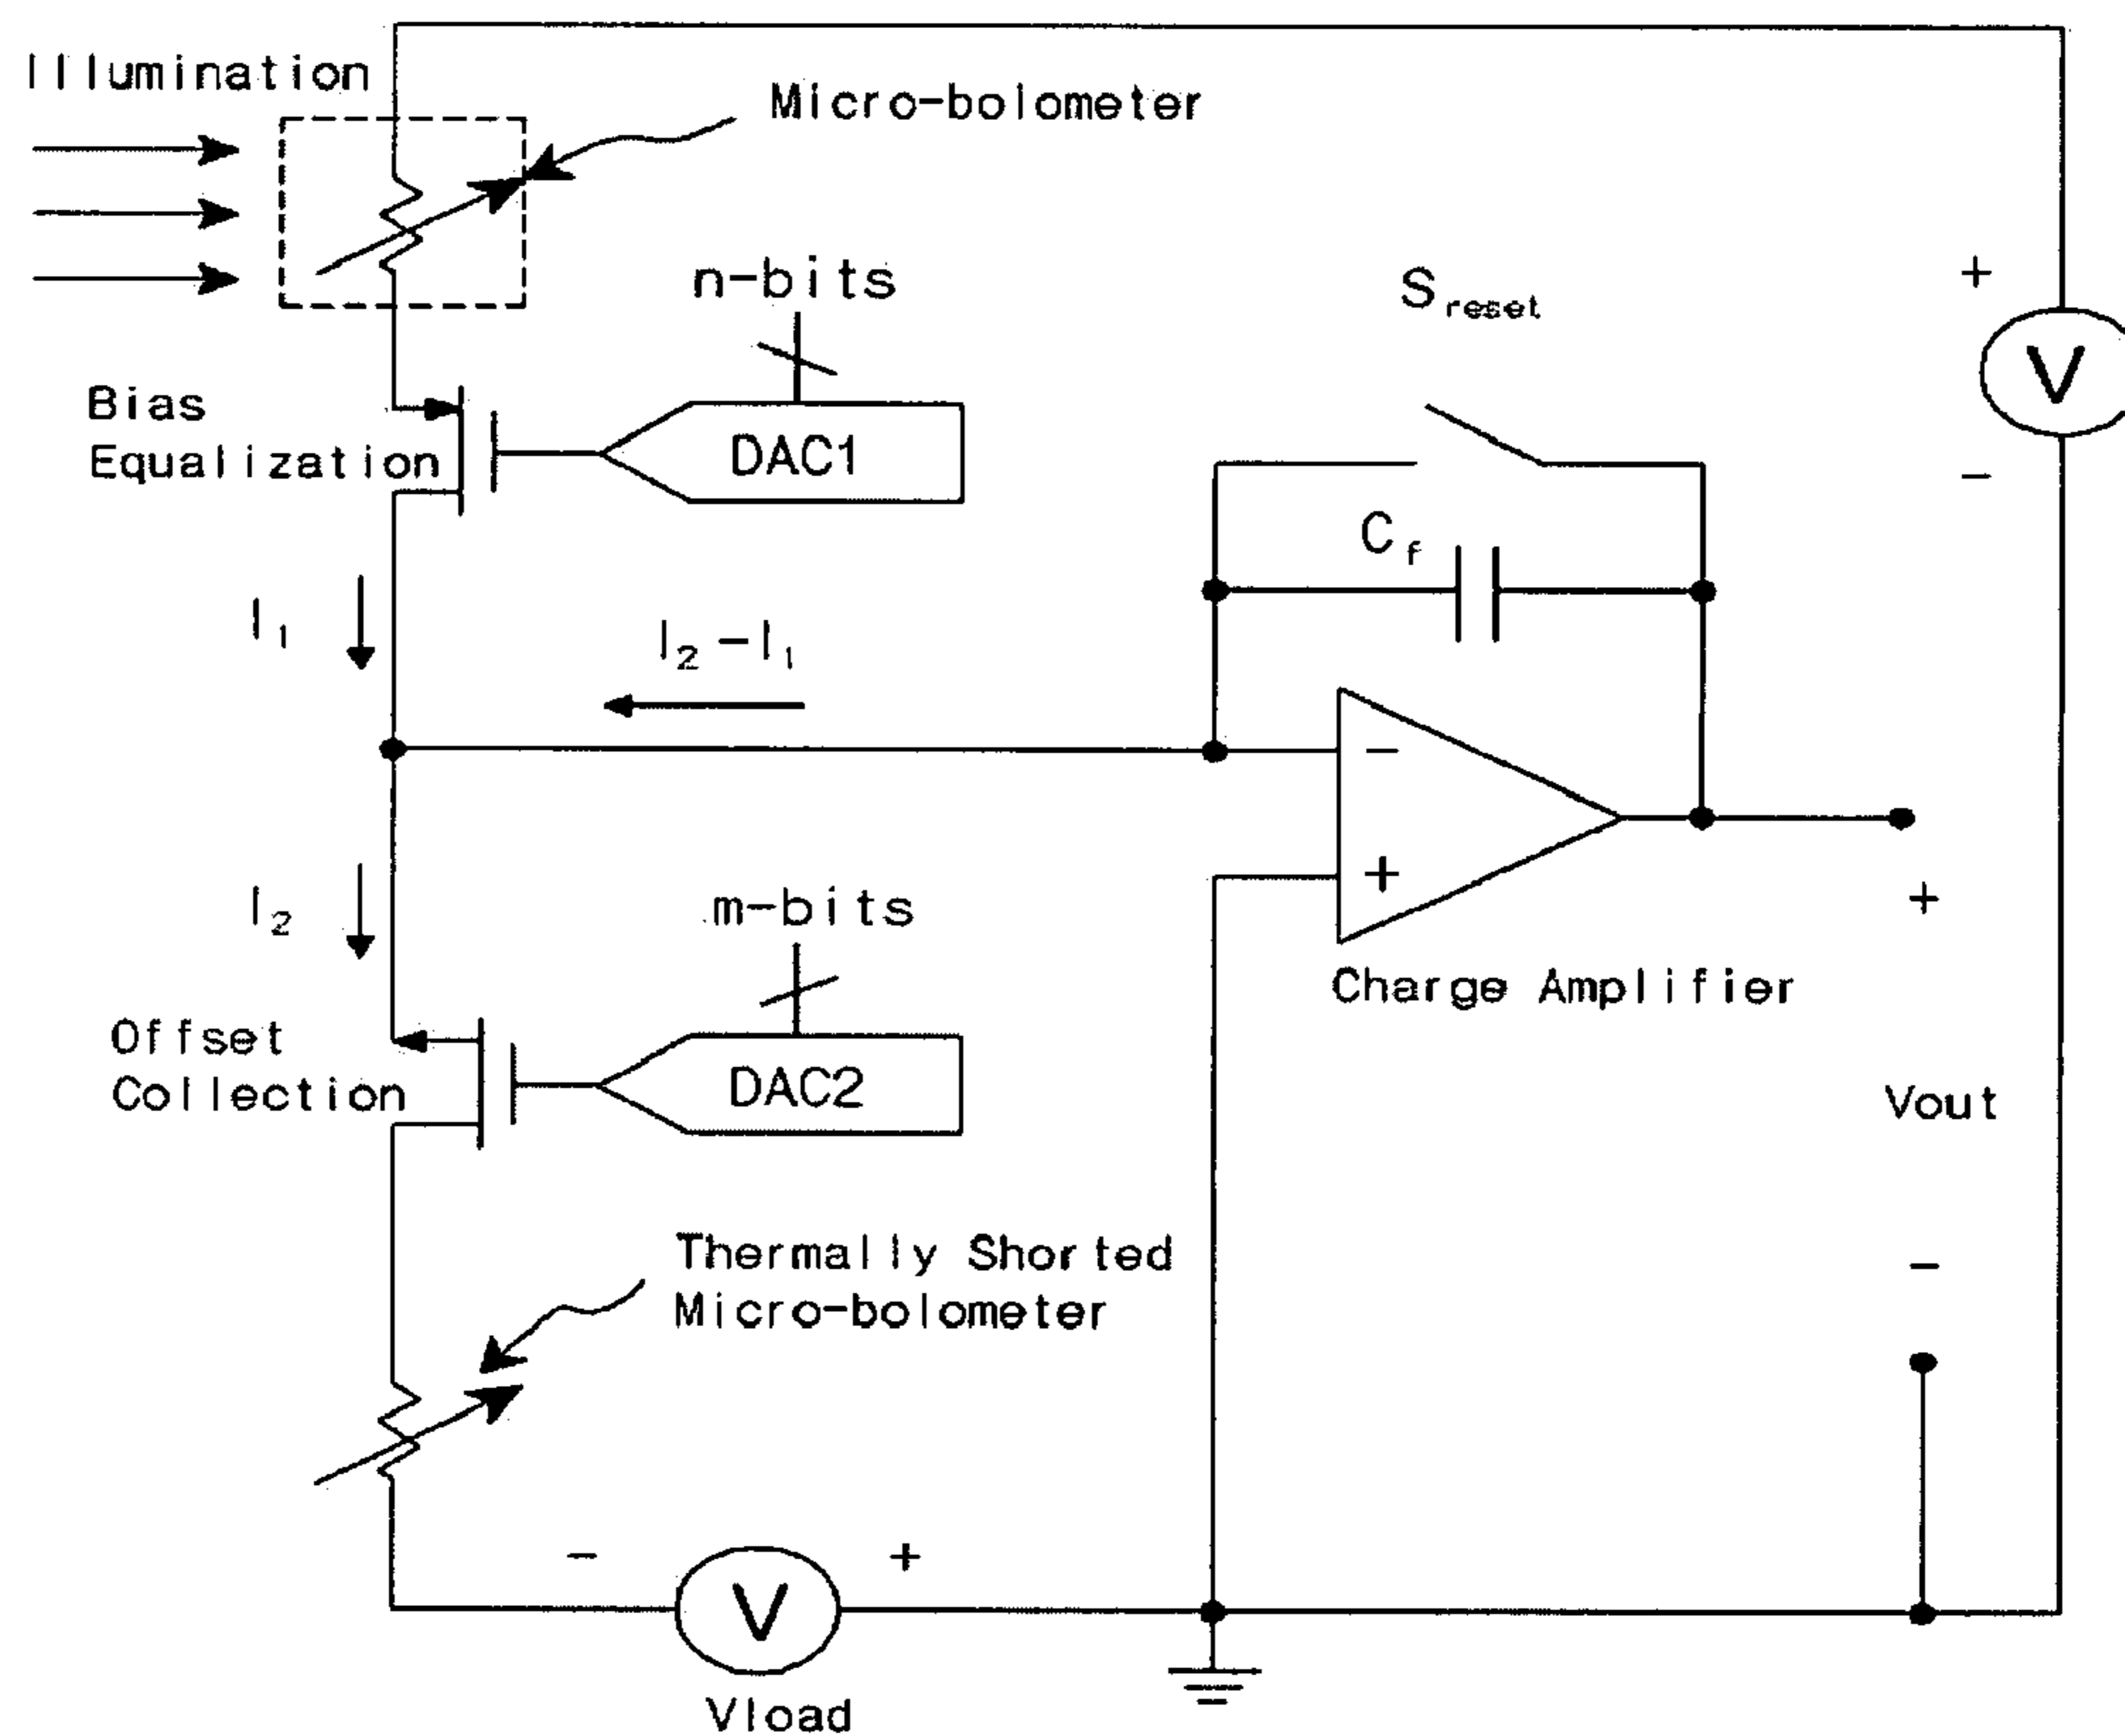 Illumination
Micro-bolometer
n-bits
Sreset
+
V
−
Bias
Equalization
DAC1
Cf
I1
I2−I1
−
+
I2
m-bits
+
Charge Amplifier
Offset
Collection
DAC2
Vout
Thermally Shorted
Micro-bolometer
−
− +
V
Vload